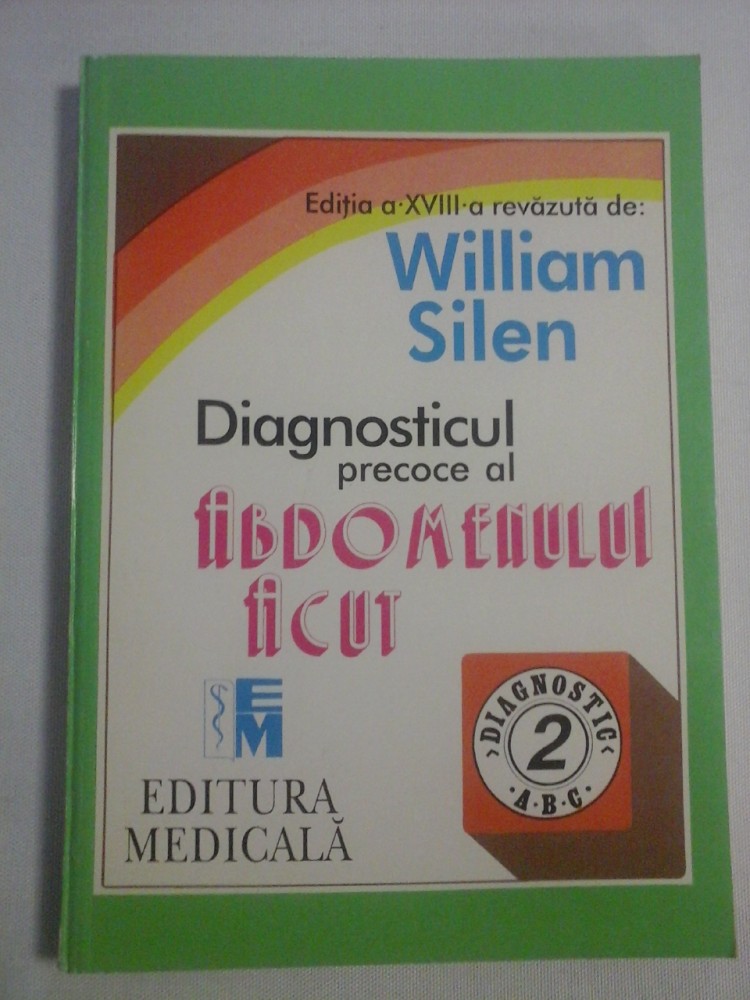 Ediția a·XVIII·a revăzută de:
William
Silen
Diagnosticul
precoce al
ABDOMENULUI
ACUT
EM
EDITURA
MEDICALĂ
DIAGNOSTIC
2
·A·B·C·